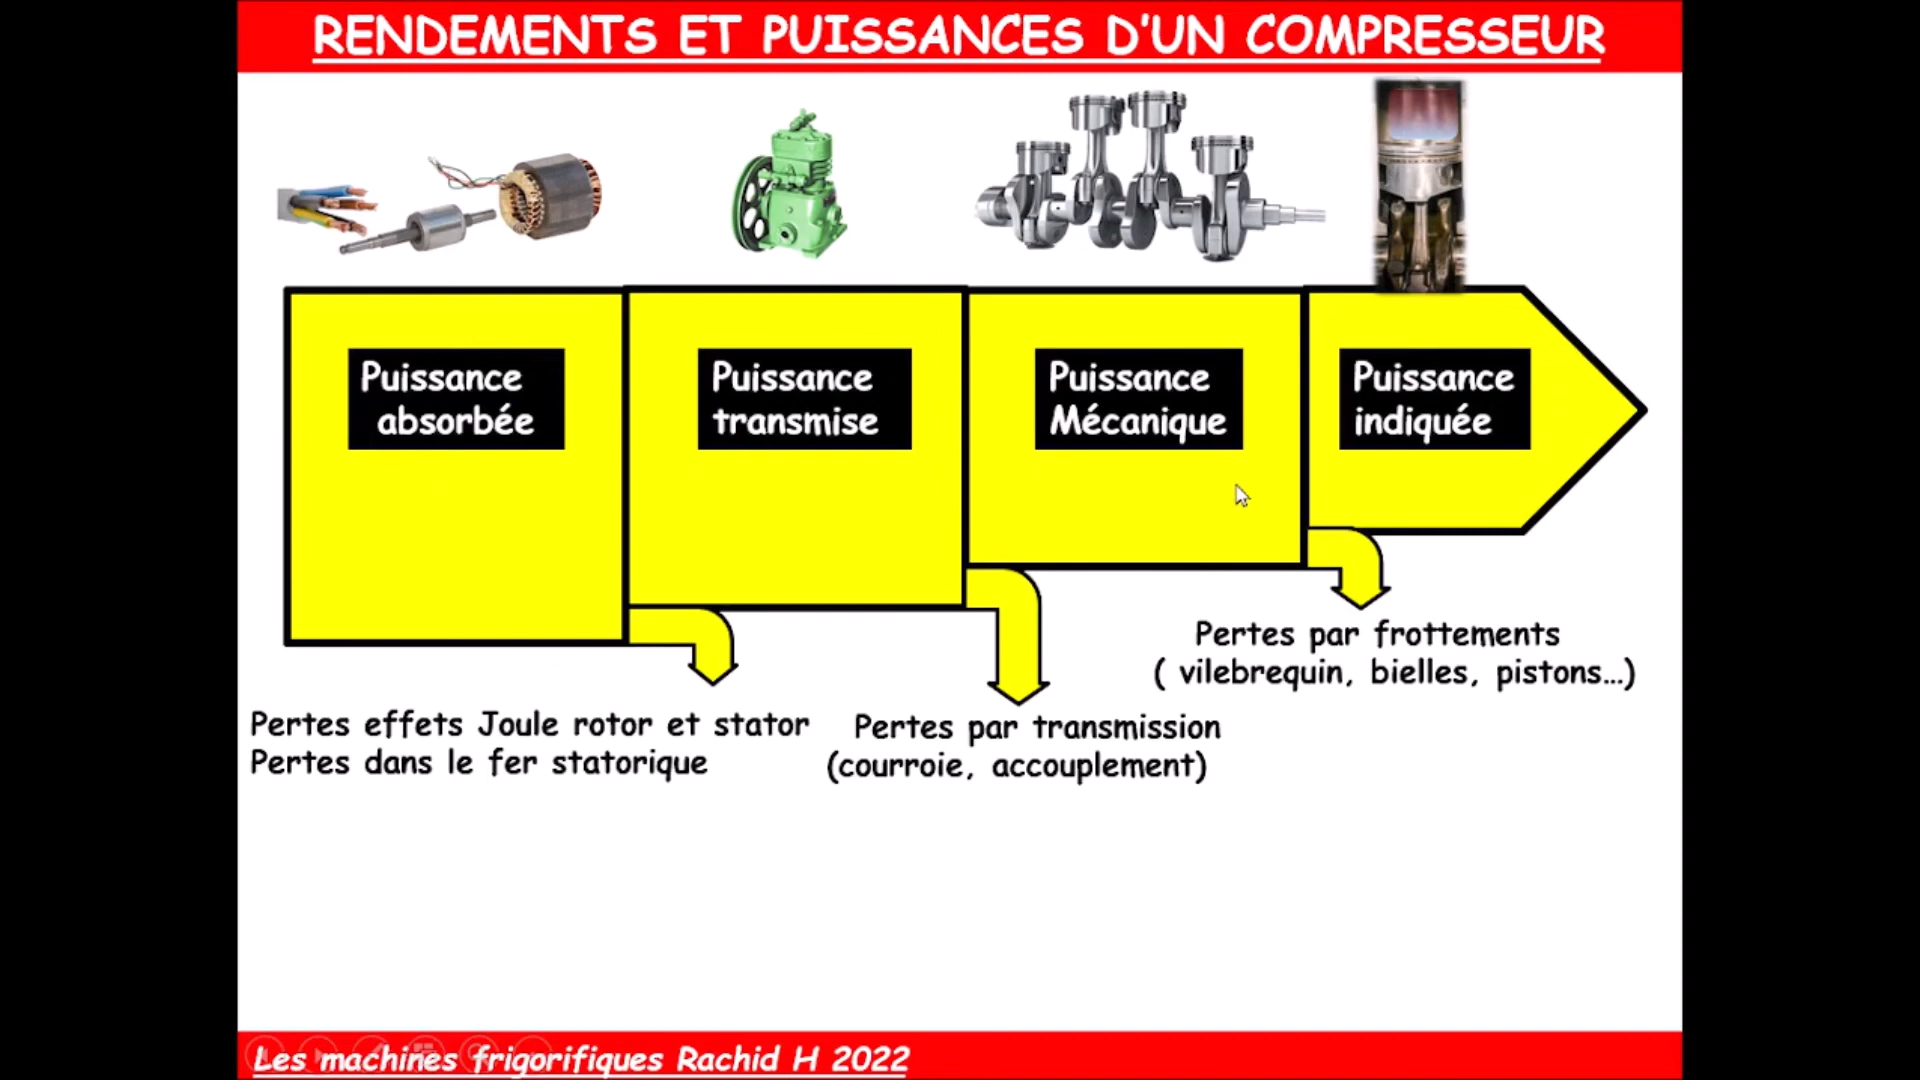 RENDEMENTS ET PUISSANCES D'UN COMPRESSEUR
Puissance
absorbée
Puissance
transmise
Puissance
Mécanique
Puissance
indiquée
Pertes par frottements
( vilebrequin, bielles, pistons...)
Pertes effets Joule rotor et stator
Pertes dans le fer statorique
Pertes par transmission
(courroie, accouplement)
Les machines frigorifiques Rachid H 2022